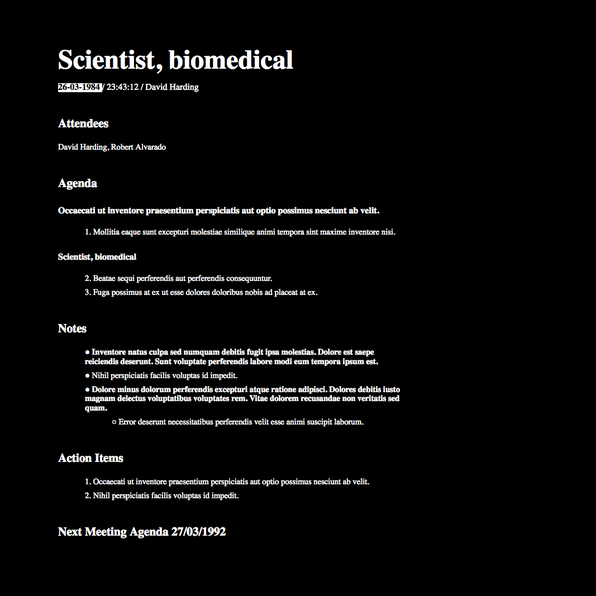 Scientist, biomedical
26-03-1984 / 23:43:12 / David Harding
Attendees
David Harding, Robert Alvarado
Agenda
Occaecati ut inventore praesentium perspiciatis aut optio possimus nesciunt ab velit.
1. Mollitia eaque sunt excepturi molestiae similique animi tempora sint maxime inventore nisi.
Scientist, biomedical
2. Beatae sequi perferendis aut perferendis consequuntur.
3. Fuga possimus at ex ut esse dolores doloribus nobis ad placeat at ex.
Notes
● Inventore natus culpa sed numquam debitis fugit ipsa molestias. Dolore est saepe
reiciendis deserunt. Sunt voluptate perferendis labore modi eum tempora ipsum est.
● Nihil perspiciatis facilis voluptas id impedit.
● Dolore minus dolorum perferendis excepturi atque ratione adipisci. Dolores debitis iusto
magnam delectus voluptatibus voluptates rem. Vitae dolorem recusandae non veritatis sed
quam.
○ Error deserunt necessitatibus perferendis velit esse animi suscipit laborum.
Action Items
1. Occaecati ut inventore praesentium perspiciatis aut optio possimus nesciunt ab velit.
2. Nihil perspiciatis facilis voluptas id impedit.
Next Meeting Agenda 27/03/1992